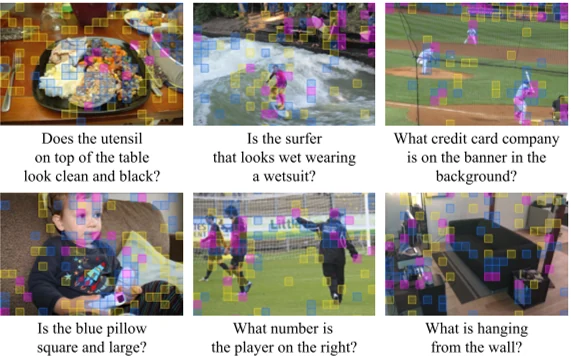 Does the utensil
on top of the table
look clean and black?
Is the surfer
that looks wet wearing
a wetsuit?
What credit card company
is on the banner in the
background?
Is the blue pillow
square and large?
What number is
the player on the right?
What is hanging
from the wall?